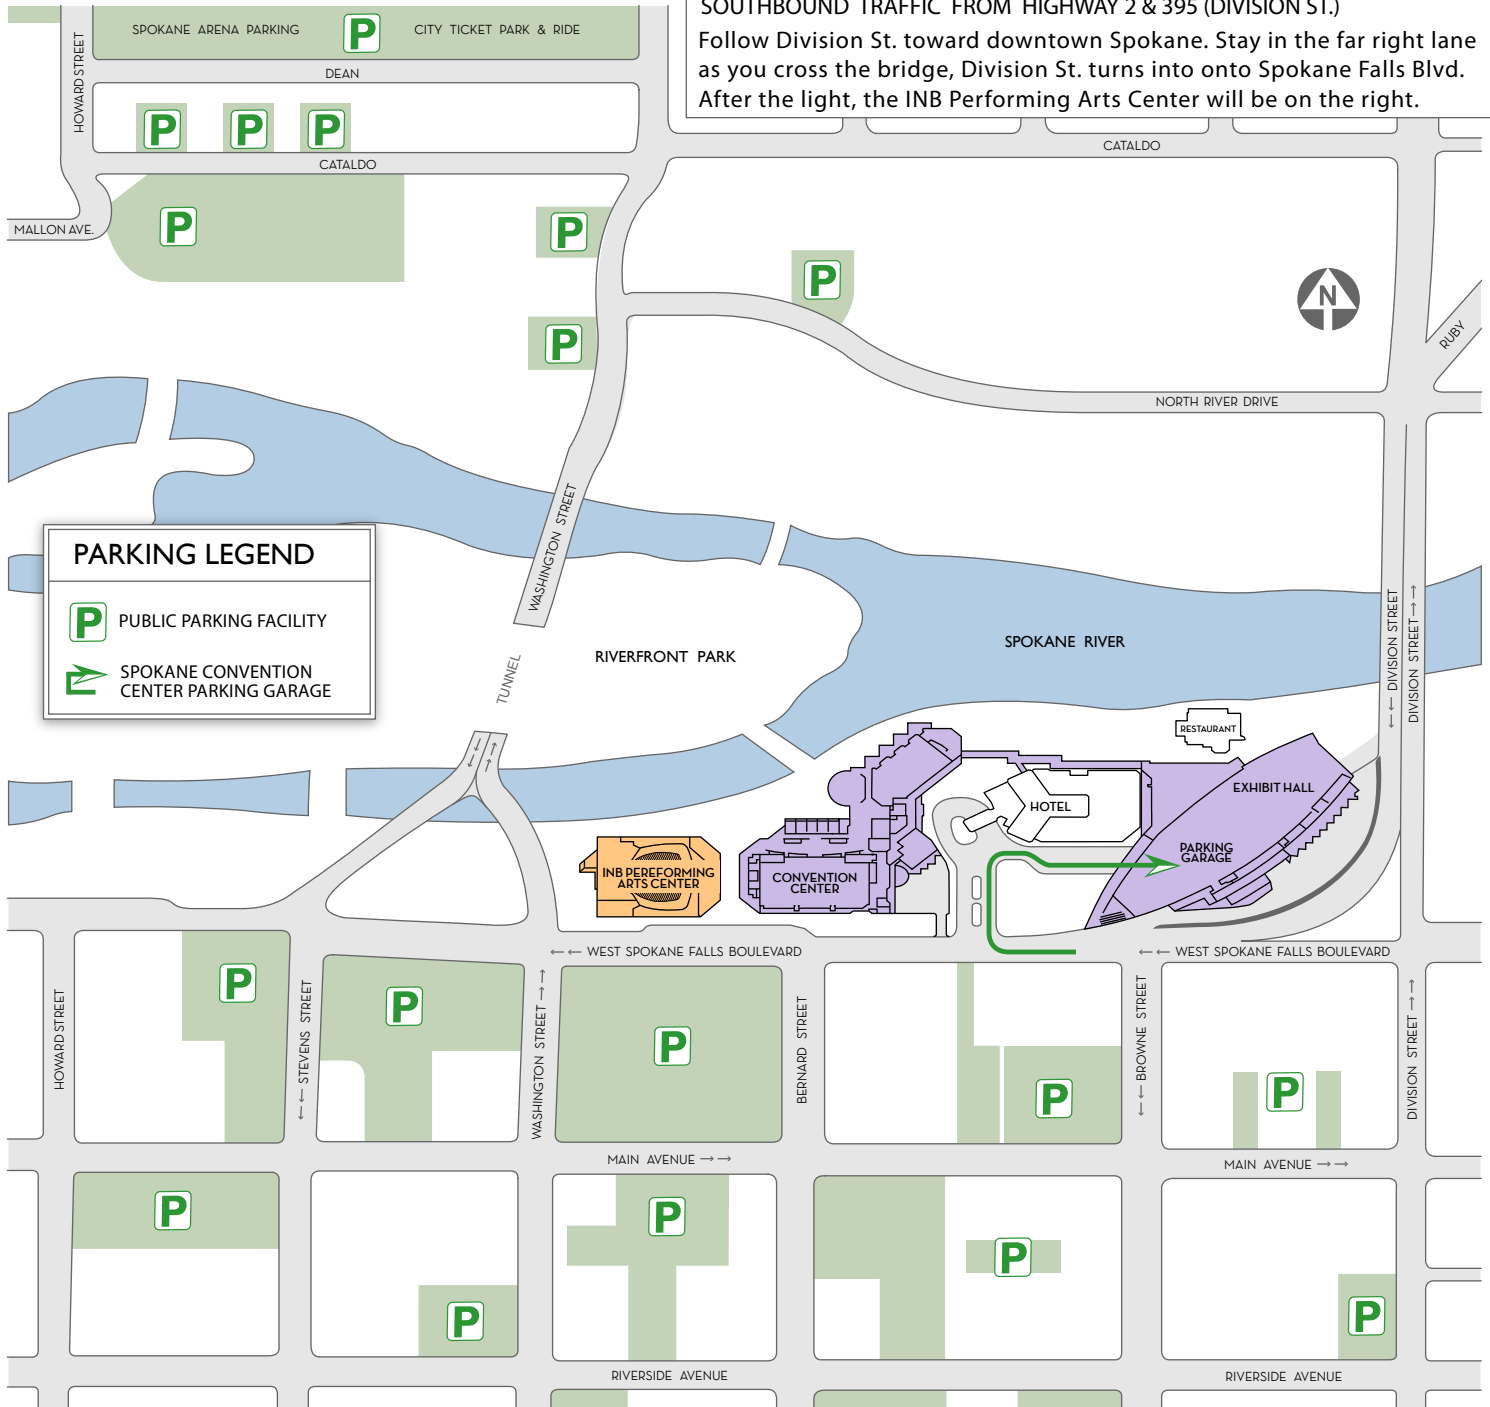 SOUTHBOUND TRAFFIC FROM HIGHWAY 2 & 395 (DIVISION ST.)
Follow Division St. toward downtown Spokane. Stay in the far right lane
as you cross the bridge, Division St. turns into onto Spokane Falls Blvd.
After the light, the INB Performing Arts Center will be on the right.
SPOKANE ARENA PARKING
P
CITY TICKET PARK & RIDE
HOWARD STREET
DEAN
P
P
P
CATALDO
CATALDO
MALLON AVE.
P
P
P
P
N
RUBY
NORTH RIVER DRIVE
WASHINGTON STREET
PARKING LEGEND
P PUBLIC PARKING FACILITY
SPOKANE CONVENTION
CENTER PARKING GARAGE
TUNNEL
RIVERFRONT PARK
SPOKANE RIVER
←← DIVISION STREET
DIVISION STREET →→
←←
→→
RESTAURANT
EXHIBIT HALL
HOTEL
PARKING
GARAGE
INB PEREFORMING
ARTS CENTER
CONVENTION
CENTER
←← WEST SPOKANE FALLS BOULEVARD
←← WEST SPOKANE FALLS BOULEVARD
HOWARD STREET
P
←← STEVENS STREET
P
WASHINGTON STREET →→
P
BERNARD STREET
P
←← BROWNE STREET
P
DIVISION STREET →→
MAIN AVENUE →→
MAIN AVENUE →→
P
P
P
P
P
RIVERSIDE AVENUE
RIVERSIDE AVENUE